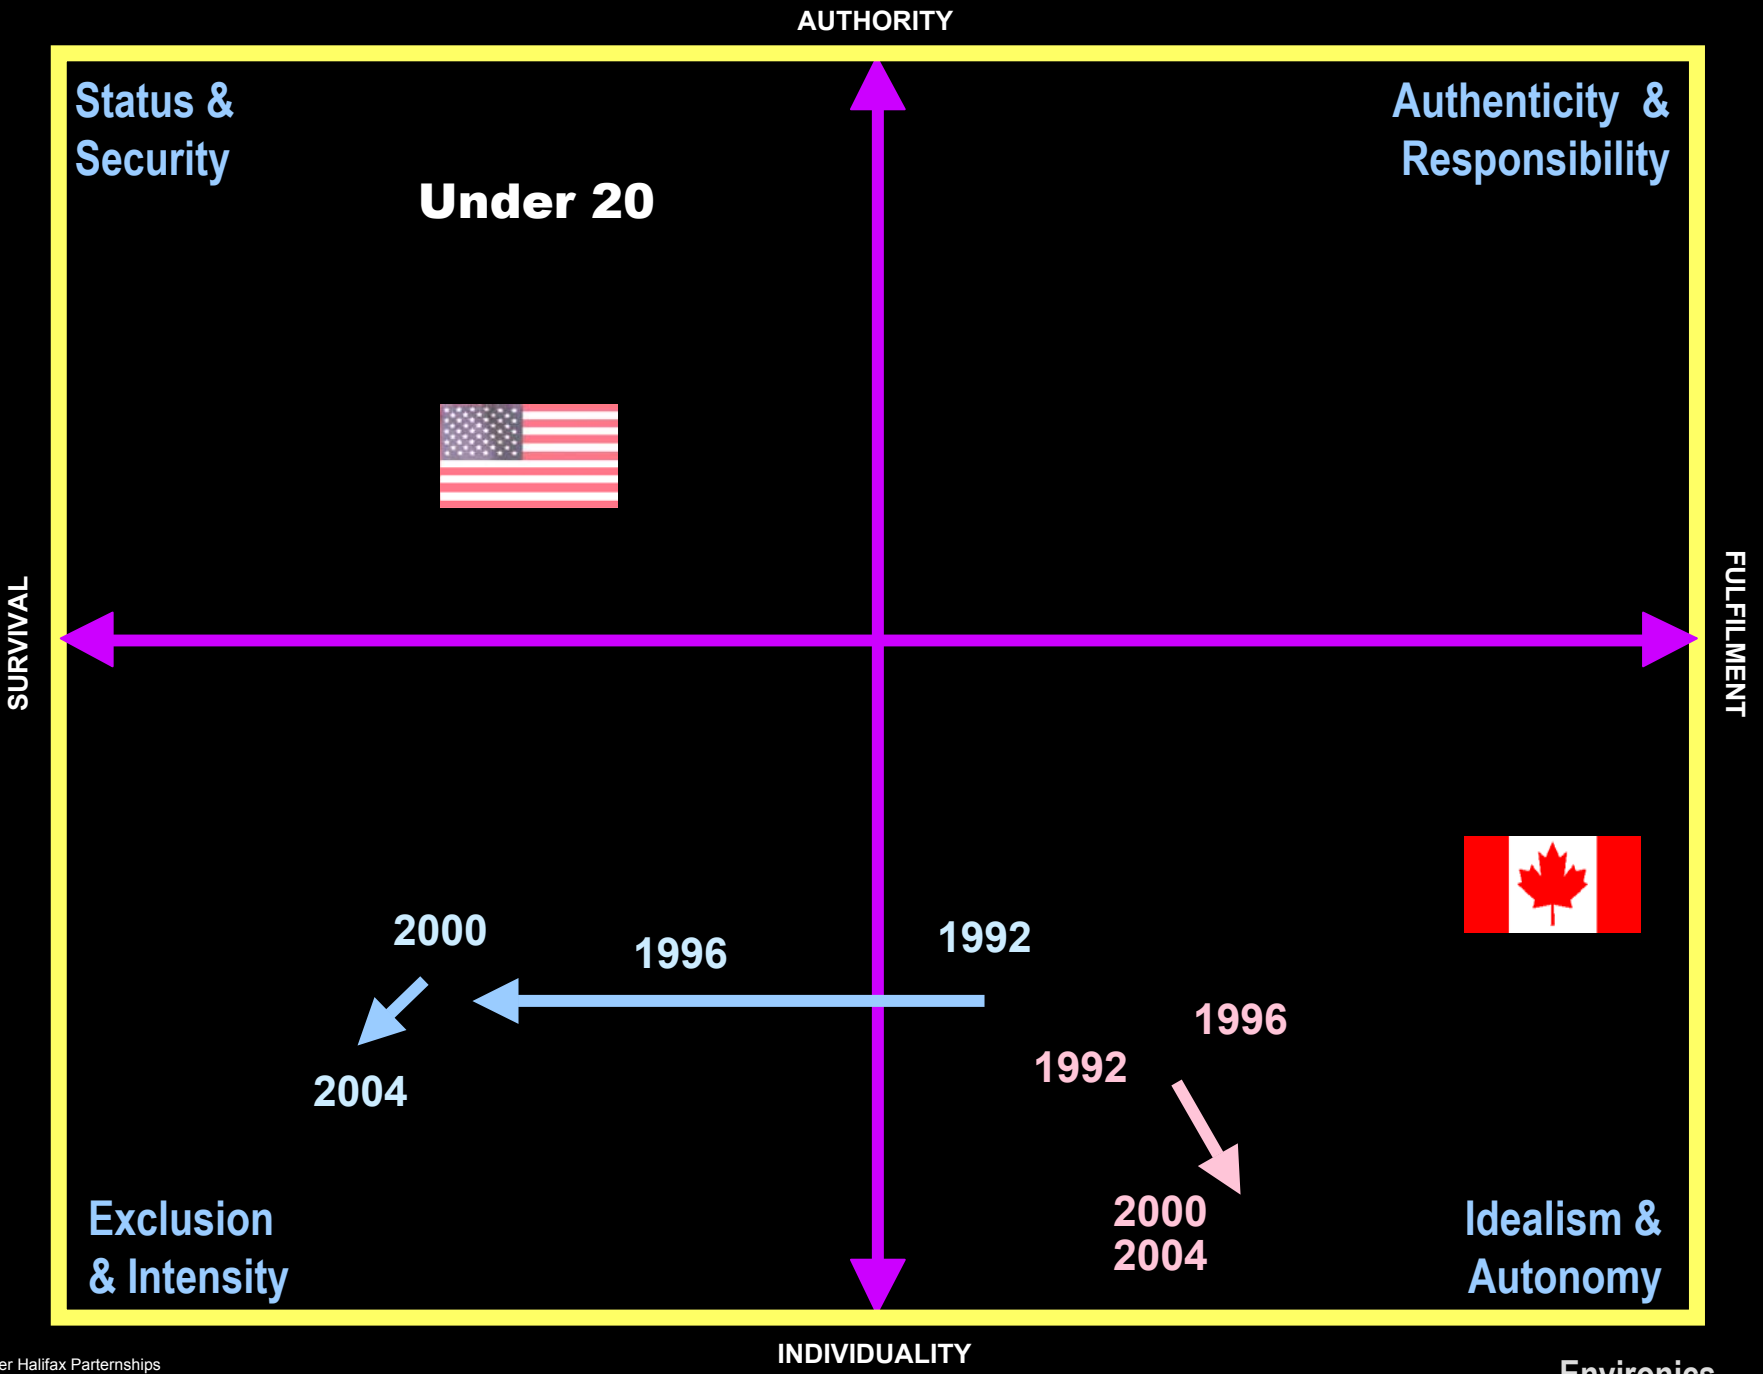 AUTHORITY
Status &
Security
Authenticity &
Responsibility
Under 20
SURVIVAL
FULFILMENT
2000
1996
1992
1996
1992
2004
2000
2004
Exclusion
& Intensity
Idealism &
Autonomy
INDIVIDUALITY
er Halifax Parternships
Environics